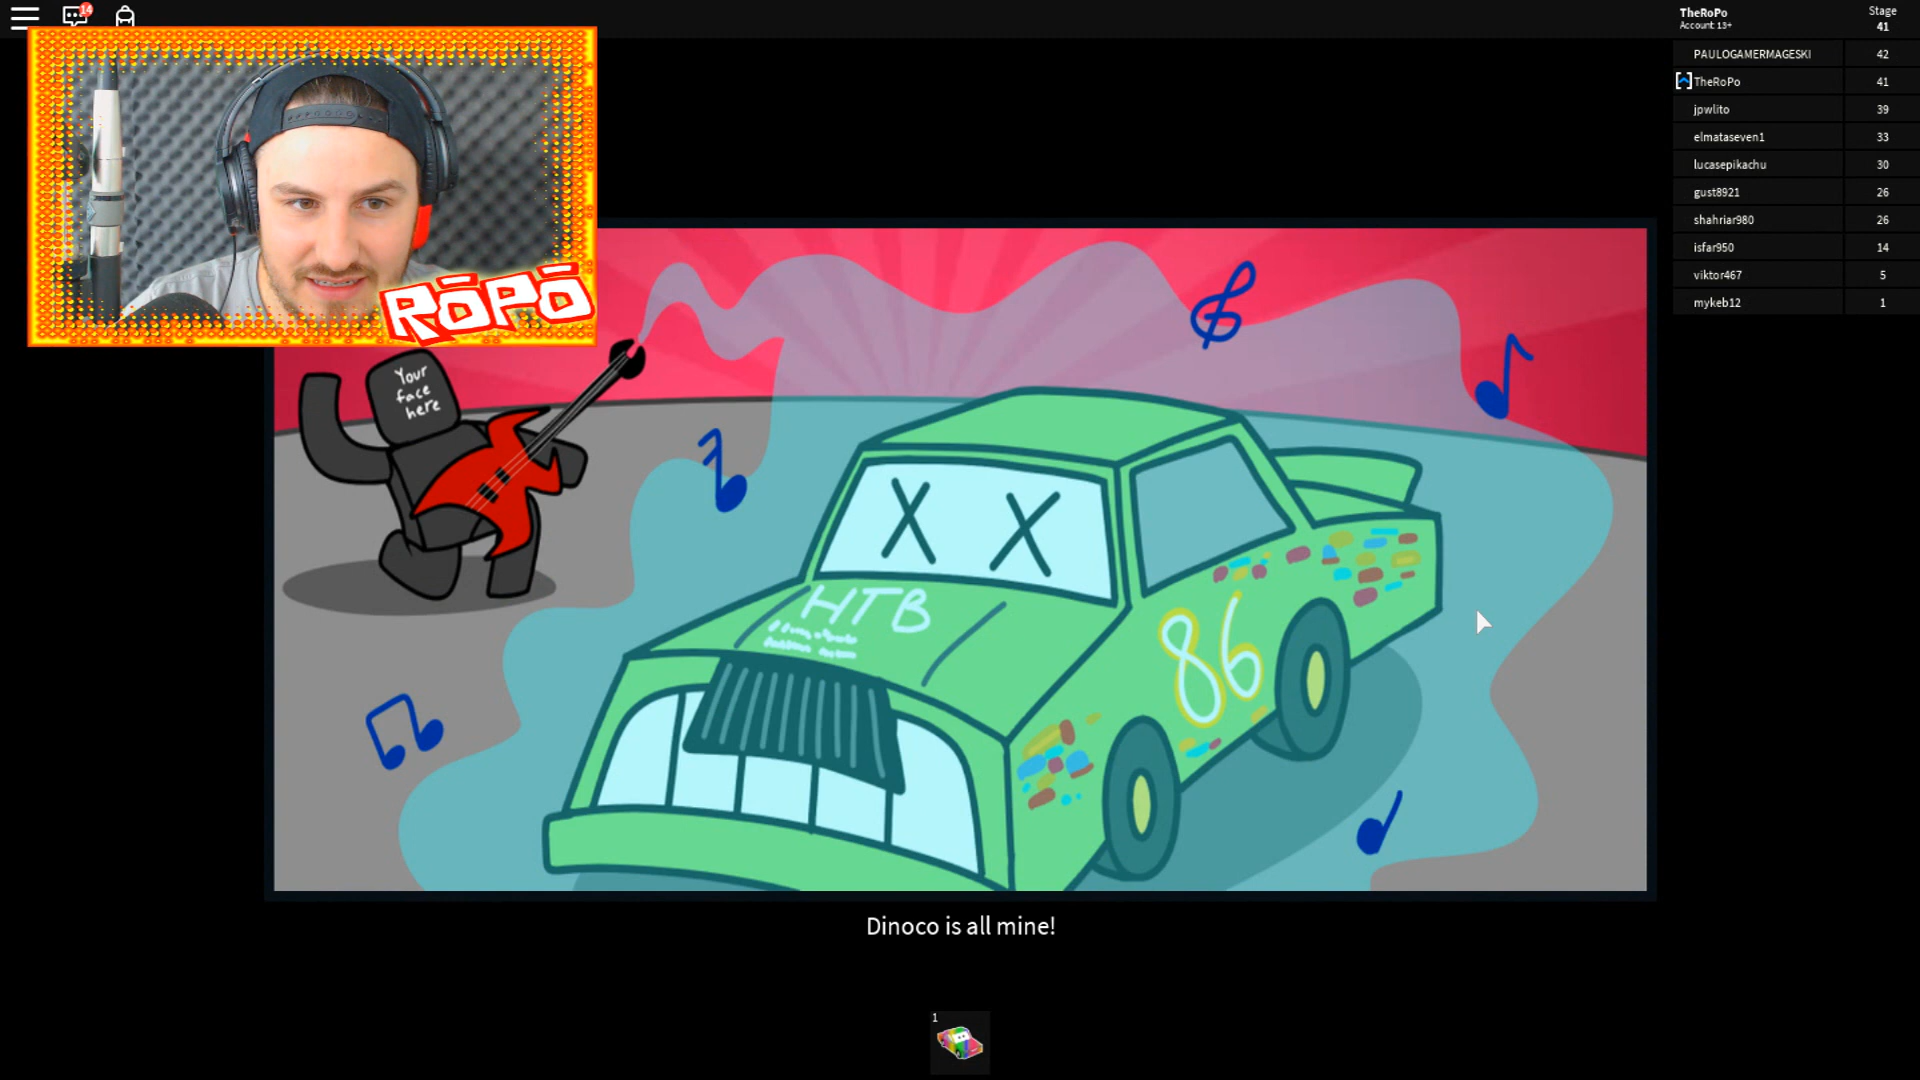 14
TheRoPo
Account: 13+
Stage
41
PAULOGAMERMAGESKI 42
TheRoPo 41
jpwlito 39
elmataseven1 33
lucasepikachu 30
gust8921 26
shahriar980 26
isfar950 14
viktor467 5
mykeb12 1
RōPō
Your
face
here
HTB
86
Dinoco is all mine!
1